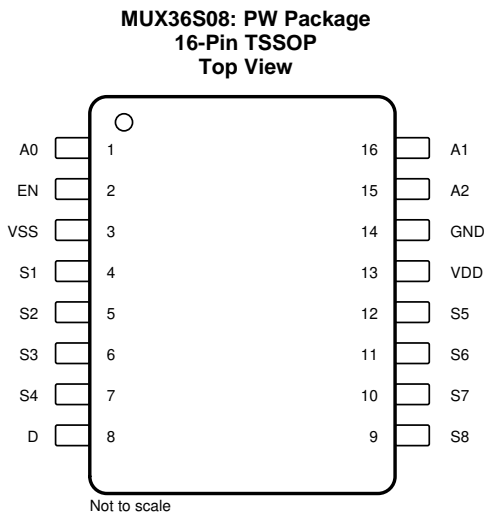 MUX36S08: PW Package
16-Pin TSSOP
Top View
A0 1 16 A1
EN 2 15 A2
VSS 3 14 GND
S1 4 13 VDD
S2 5 12 S5
S3 6 11 S6
S4 7 10 S7
D 8 9 S8
Not to scale